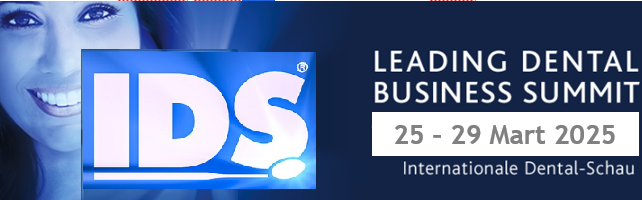 IDS®
LEADING DENTAL
BUSINESS SUMMIT
25 - 29 Mart 2025
Internationale Dental-Schau